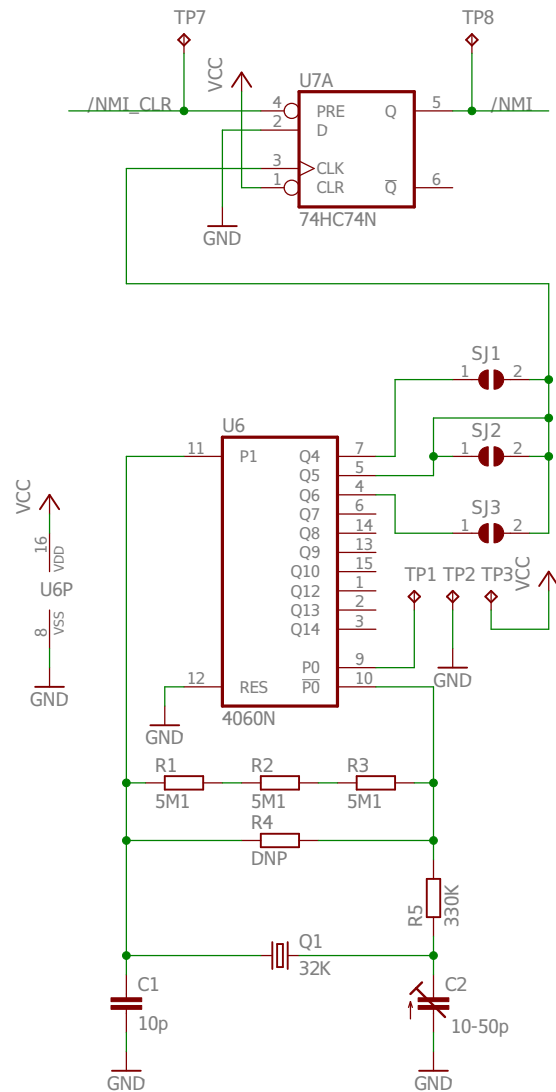 TP7
TP8
VCC
U7A
/NMI_CLR
4
PRE
Q
5
/NMI
2
D
3
CLK
1
CLR
Q
6
GND
74HC74N
SJ1
1
2
U6
11
P1
Q4
7
SJ2
Q5
5
1
2
Q6
4
VCC
Q7
6
SJ3
Q8
14
1
2
16
VDD
Q9
13
Q10
15
TP1
TP2
TP3
VCC
U6P
Q12
1
Q13
2
8
VSS
Q14
3
P0
9
12
RES
P0
10
GND
GND
4060N
GND
R1
R2
R3
5M1
5M1
5M1
R4
DNP
R5
330K
Q1
32K
C1
C2
10p
10-50p
GND
GND